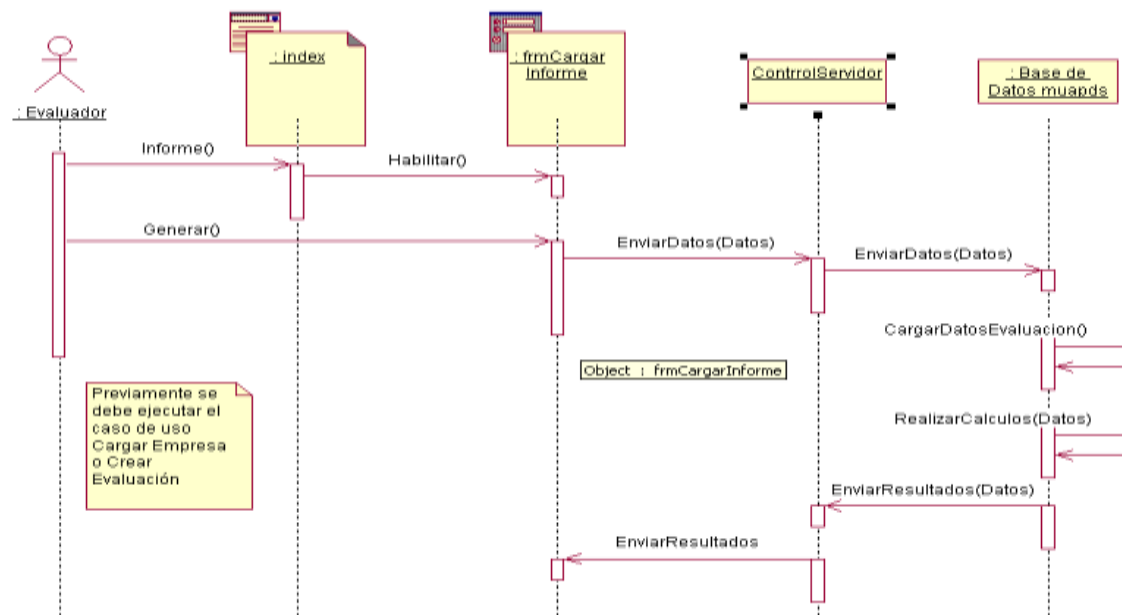 : Evaluador
: index
: frmCargar
Informe
ContrrolServidor
: Base de
Datos muapds
Informe()
Habilitar()
Generar()
EnviarDatos(Datos)
EnviarDatos(Datos)
CargarDatosEvaluacion()
Object : frmCargarInforme
Previamente se
debe ejecutar el
caso de uso
Cargar Empresa
o Crear
Evaluación
RealizarCalculos(Datos)
EnviarResultados(Datos)
EnviarResultados